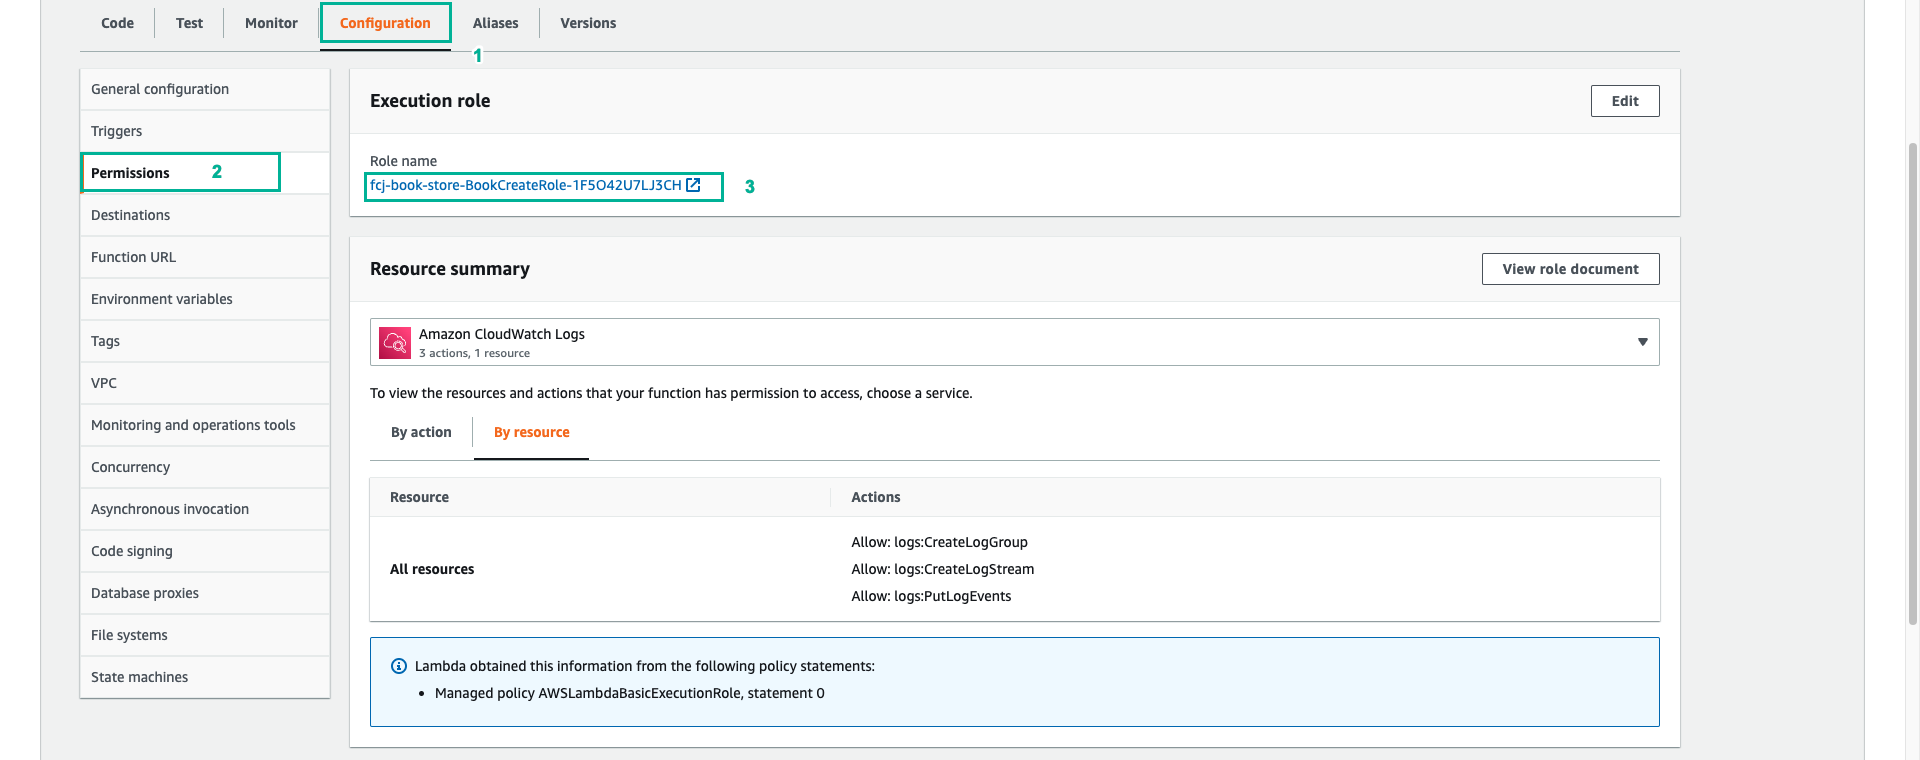 Code
Test
Monitor
Configuration
Aliases
Versions
1
General configuration
Triggers
Permissions
2
Destinations
Function URL
Environment variables
Tags
VPC
Monitoring and operations tools
Concurrency
Asynchronous invocation
Code signing
Database proxies
File systems
State machines
Execution role
Edit
Role name
fcj-book-store-BookCreateRole-1F5O42U7LJ3CH
3
Resource summary
View role document
Amazon CloudWatch Logs
3 actions, 1 resource
To view the resources and actions that your function has permission to access, choose a service.
By action
By resource
Resource
Actions
All resources
Allow: logs:CreateLogGroup
Allow: logs:CreateLogStream
Allow: logs:PutLogEvents
Lambda obtained this information from the following policy statements:
• Managed policy AWSLambdaBasicExecutionRole, statement 0